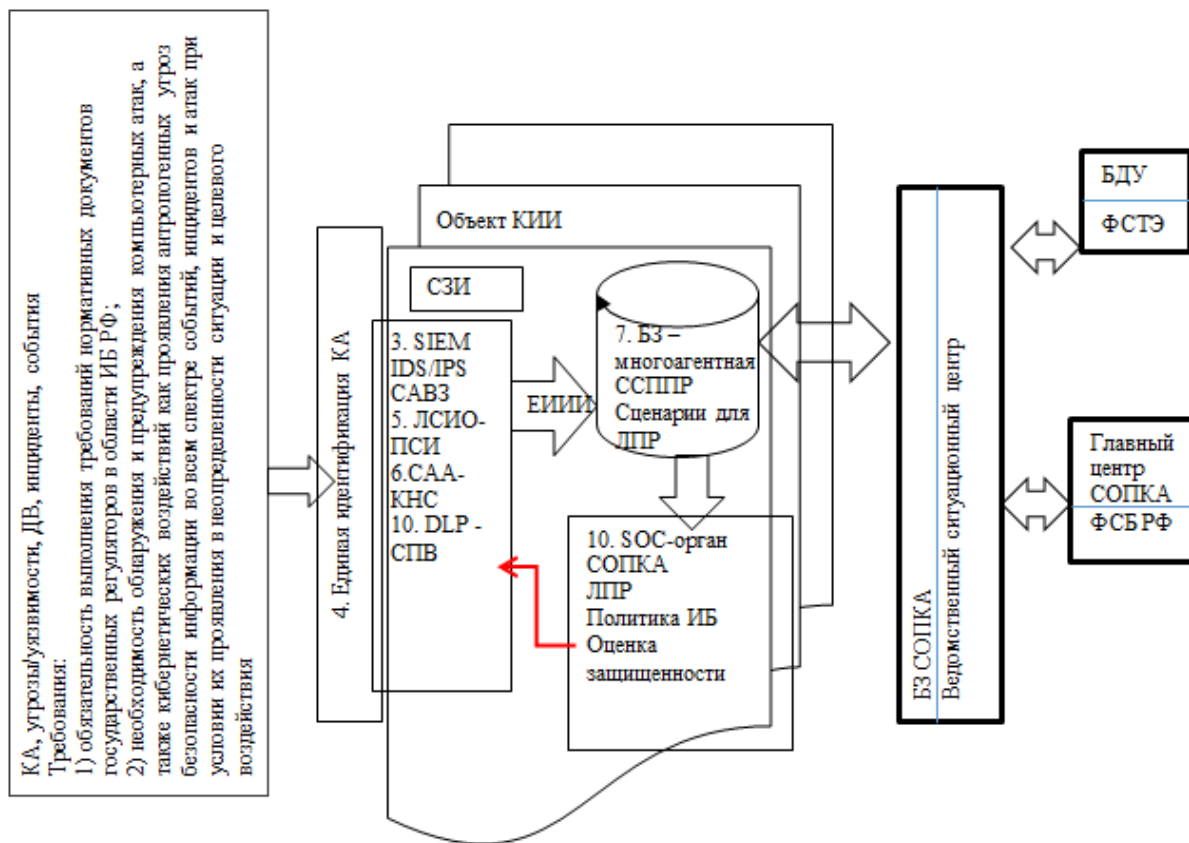 КА, угрозы/уязвимости, ДВ, инциденты, события
Требования:
1) обязательность выполнения требований нормативных документов
государственных регуляторов в области ИБ РФ;
2) необходимость обнаружения и предупреждения компьютерных атак, а
также кибернетических воздействий как проявления антропогенных угроз
безопасности информации во всем спектре событий, инцидентов и атак при
условии их проявления в неопределенности ситуации и целевого
воздействия
4. Единая идентификация КА
Объект КИИ
СЗИ
3. SIEM
IDS/IPS
САВЗ
5. ЛСИО-
ПСИ
6.САА-
КНС
10. DLP -
СПВ
ЕИИИ
7. БЗ –
многоагентная
ССППР
Сценарии для
ЛПР
10. SOC-орган
СОПКА
ЛПР
Политика ИБ
Оценка
защищенности
БЗ СОПКА
Ведомственный ситуационный центр
БДУ
ФСТЭ
Главный
центр
СОПКА
ФСБ РФ